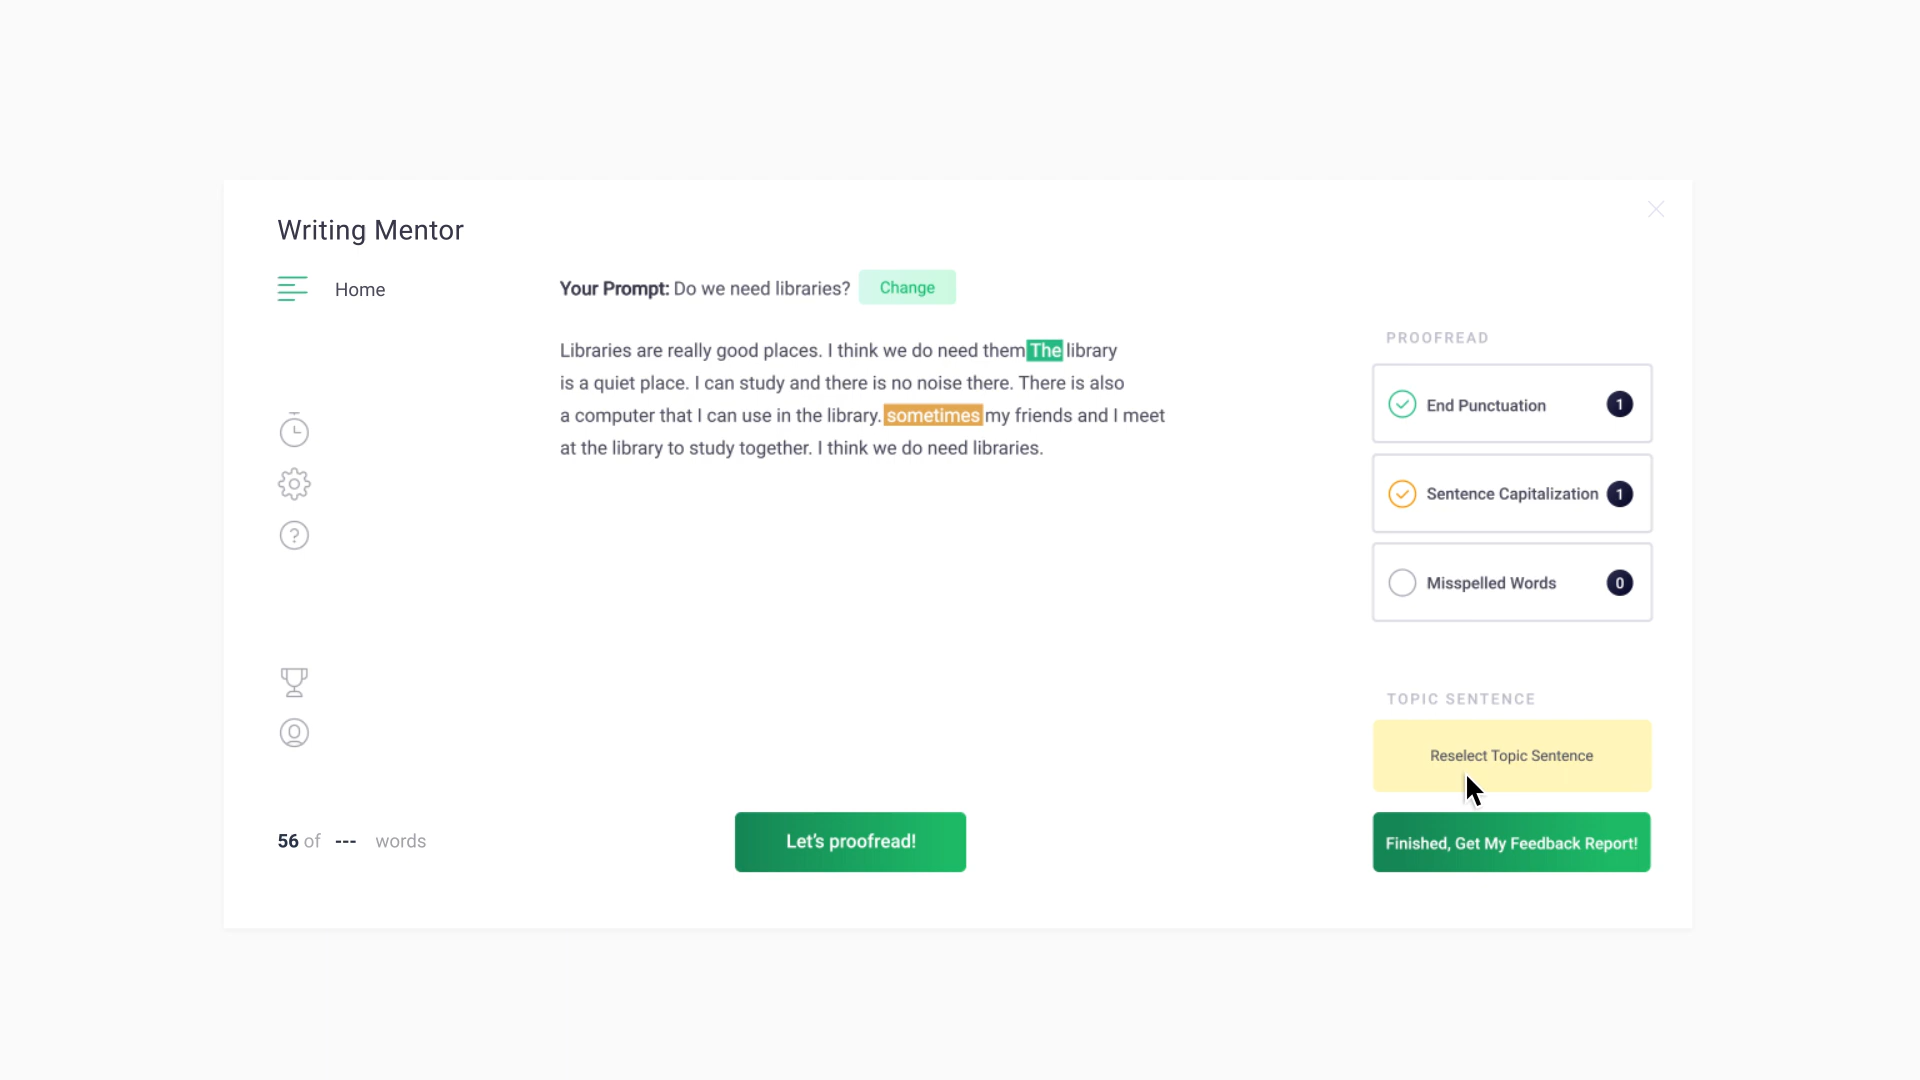 Writing Mentor
Home
Your Prompt: Do we need libraries? Change
Libraries are really good places. I think we do need them The library
is a quiet place. I can study and there is no noise there. There is also
a computer that I can use in the library. sometimes my friends and I meet
at the library to study together. I think we do need libraries.
PROOFREAD
End Punctuation 1
Sentence Capitalization 1
Misspelled Words 0
?
TOPIC SENTENCE
Reselect Topic Sentence
56 of --- words
Let's proofread!
Finished, Get My Feedback Report!